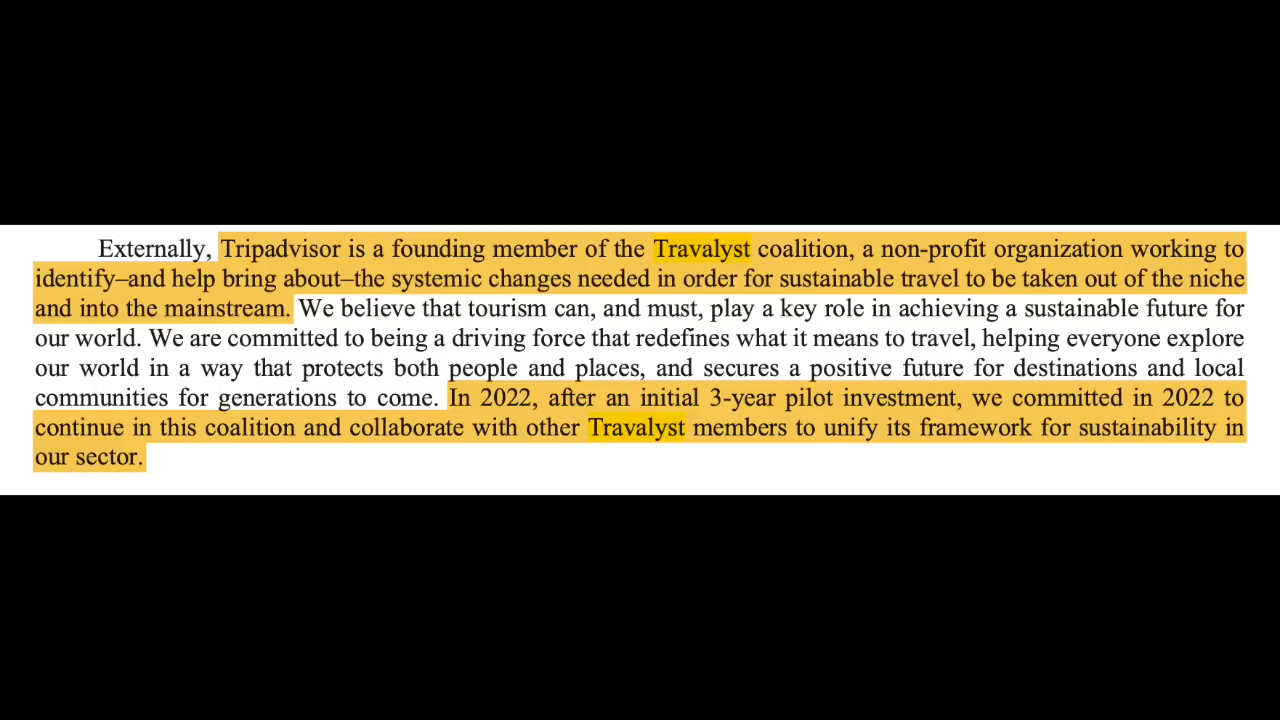 Externally, Tripadvisor is a founding member of the Travalyst coalition, a non-profit organization working to
identify–and help bring about–the systemic changes needed in order for sustainable travel to be taken out of the niche
and into the mainstream. We believe that tourism can, and must, play a key role in achieving a sustainable future for
our world. We are committed to being a driving force that redefines what it means to travel, helping everyone explore
our world in a way that protects both people and places, and secures a positive future for destinations and local
communities for generations to come. In 2022, after an initial 3-year pilot investment, we committed in 2022 to
continue in this coalition and collaborate with other Travalyst members to unify its framework for sustainability in
our sector.